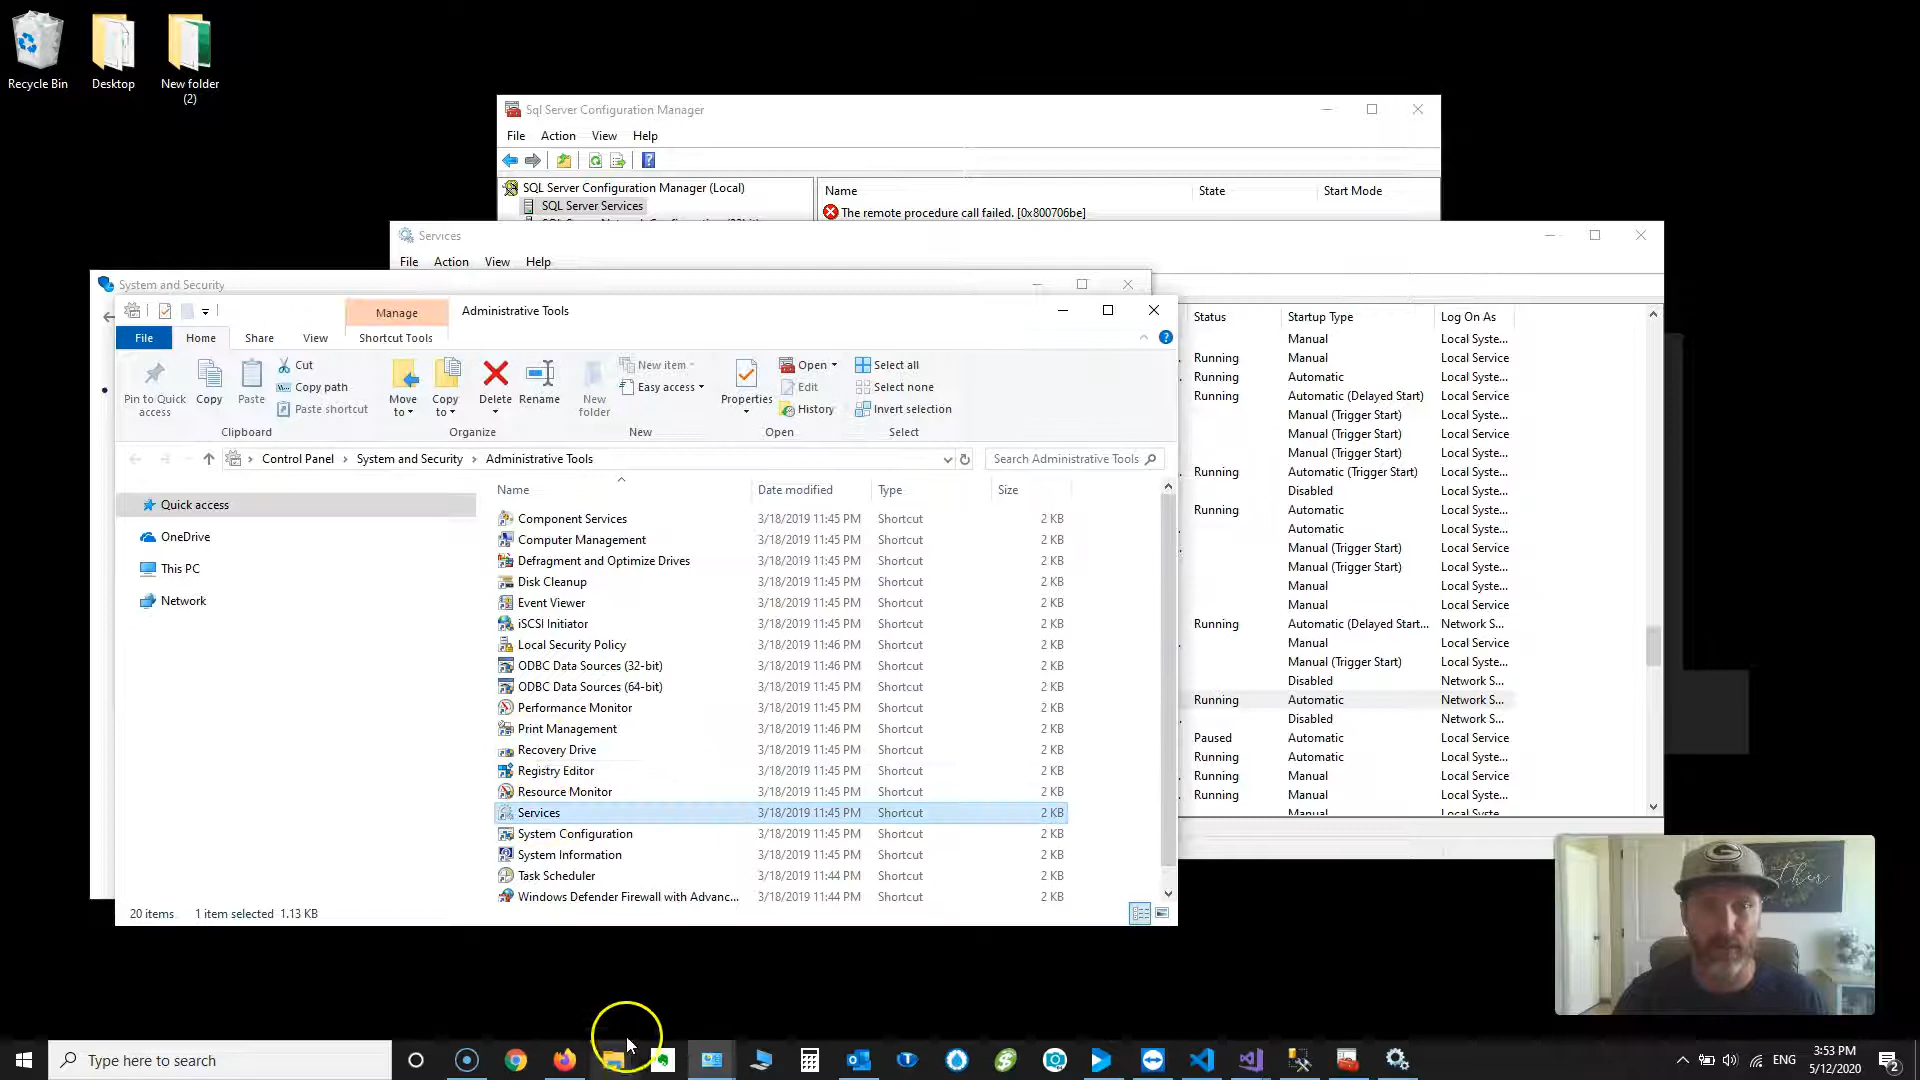 Recycle Bin
Desktop
New folder
(2)
Sql Server Configuration Manager
File Action View Help
SQL Server Configuration Manager (Local)
SQL Server Services
Name State Start Mode
The remote procedure call failed. [0x800706be]
Services
File Action View Help
System and Security
Manage
Administrative Tools
File Home Share View Shortcut Tools
Pin to Quick
access
Copy
Paste
Cut
Copy path
Paste shortcut
Clipboard
Move
to
Copy
to
Delete
Rename
Organize
New
folder
New item
Easy access
New
Properties
Open
Edit
History
Open
Select all
Select none
Invert selection
Select
Control Panel > System and Security > Administrative Tools
Search Administrative Tools
Quick access
OneDrive
This PC
Network
Name Date modified Type Size
Component Services 3/18/2019 11:45 PM Shortcut 2 KB
Computer Management 3/18/2019 11:45 PM Shortcut 2 KB
Defragment and Optimize Drives 3/18/2019 11:45 PM Shortcut 2 KB
Disk Cleanup 3/18/2019 11:45 PM Shortcut 2 KB
Event Viewer 3/18/2019 11:45 PM Shortcut 2 KB
iSCSI Initiator 3/18/2019 11:45 PM Shortcut 2 KB
Local Security Policy 3/18/2019 11:46 PM Shortcut 2 KB
ODBC Data Sources (32-bit) 3/18/2019 11:46 PM Shortcut 2 KB
ODBC Data Sources (64-bit) 3/18/2019 11:45 PM Shortcut 2 KB
Performance Monitor 3/18/2019 11:45 PM Shortcut 2 KB
Print Management 3/18/2019 11:46 PM Shortcut 2 KB
Recovery Drive 3/18/2019 11:45 PM Shortcut 2 KB
Registry Editor 3/18/2019 11:45 PM Shortcut 2 KB
Resource Monitor 3/18/2019 11:45 PM Shortcut 2 KB
Services 3/18/2019 11:45 PM Shortcut 2 KB
System Configuration 3/18/2019 11:45 PM Shortcut 2 KB
System Information 3/18/2019 11:45 PM Shortcut 2 KB
Task Scheduler 3/18/2019 11:44 PM Shortcut 2 KB
Windows Defender Firewall with Advanc... 3/18/2019 11:44 PM Shortcut 2 KB
20 items 1 item selected 1.13 KB
Status Startup Type Log On As
Manual Local Syste...
Running Manual Local Service
Running Automatic Local Syste...
Running Automatic (Delayed Start) Local Service
Manual (Trigger Start) Local Syste...
Manual (Trigger Start) Local Service
Manual (Trigger Start) Local Syste...
Running Automatic (Trigger Start) Local Syste...
Disabled Local Syste...
Running Automatic Local Syste...
Automatic Local Syste...
Manual (Trigger Start) Local Service
Manual (Trigger Start) Local Syste...
Manual Local Syste...
Manual Local Service
Running Automatic (Delayed Start... Network S...
Manual Local Service
Manual (Trigger Start) Local Syste...
Disabled Network S...
Running Automatic Network S...
Disabled Network S...
Paused Automatic Local Service
Running Automatic Local Syste...
Running Manual Local Service
Running Manual Local Syste...
Manual Local Syste...
Type here to search
ENG
3:53 PM
5/12/2020
2